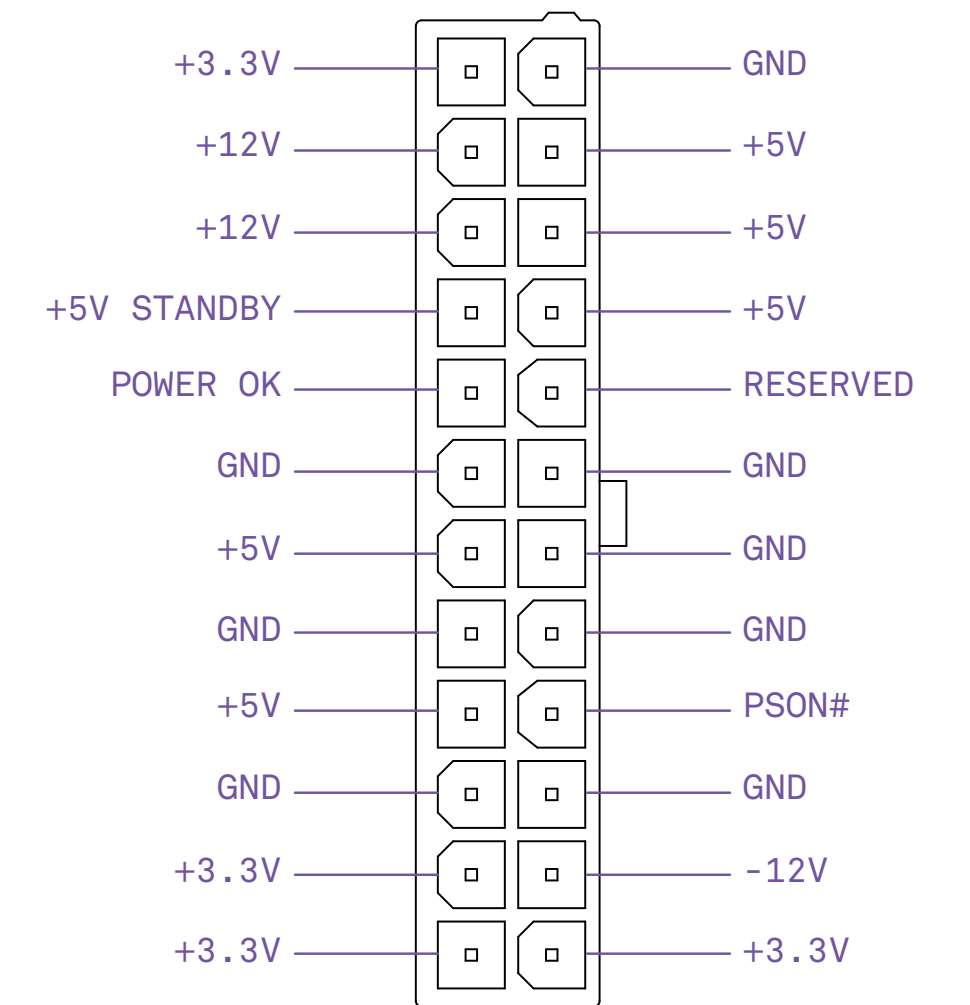 +3.3V GND
+12V +5V
+12V +5V
+5V STANDBY +5V
POWER OK RESERVED
GND GND
+5V GND
GND GND
+5V PSON#
GND GND
+3.3V -12V
+3.3V +3.3V